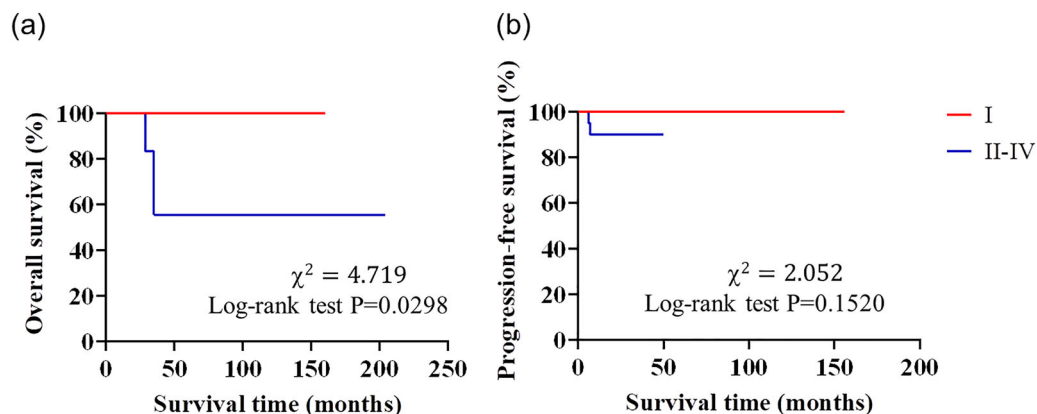 (a)
Overall survival (%)
100
80
60
40
20
0
0 50 100 150 200 250
Survival time (months)
χ² = 4.719
Log-rank test P=0.0298
(b)
Progression-free survival (%)
100
80
60
40
20
0
0 50 100 150 200
Survival time (months)
χ² = 2.052
Log-rank test P=0.1520
I
II-IV